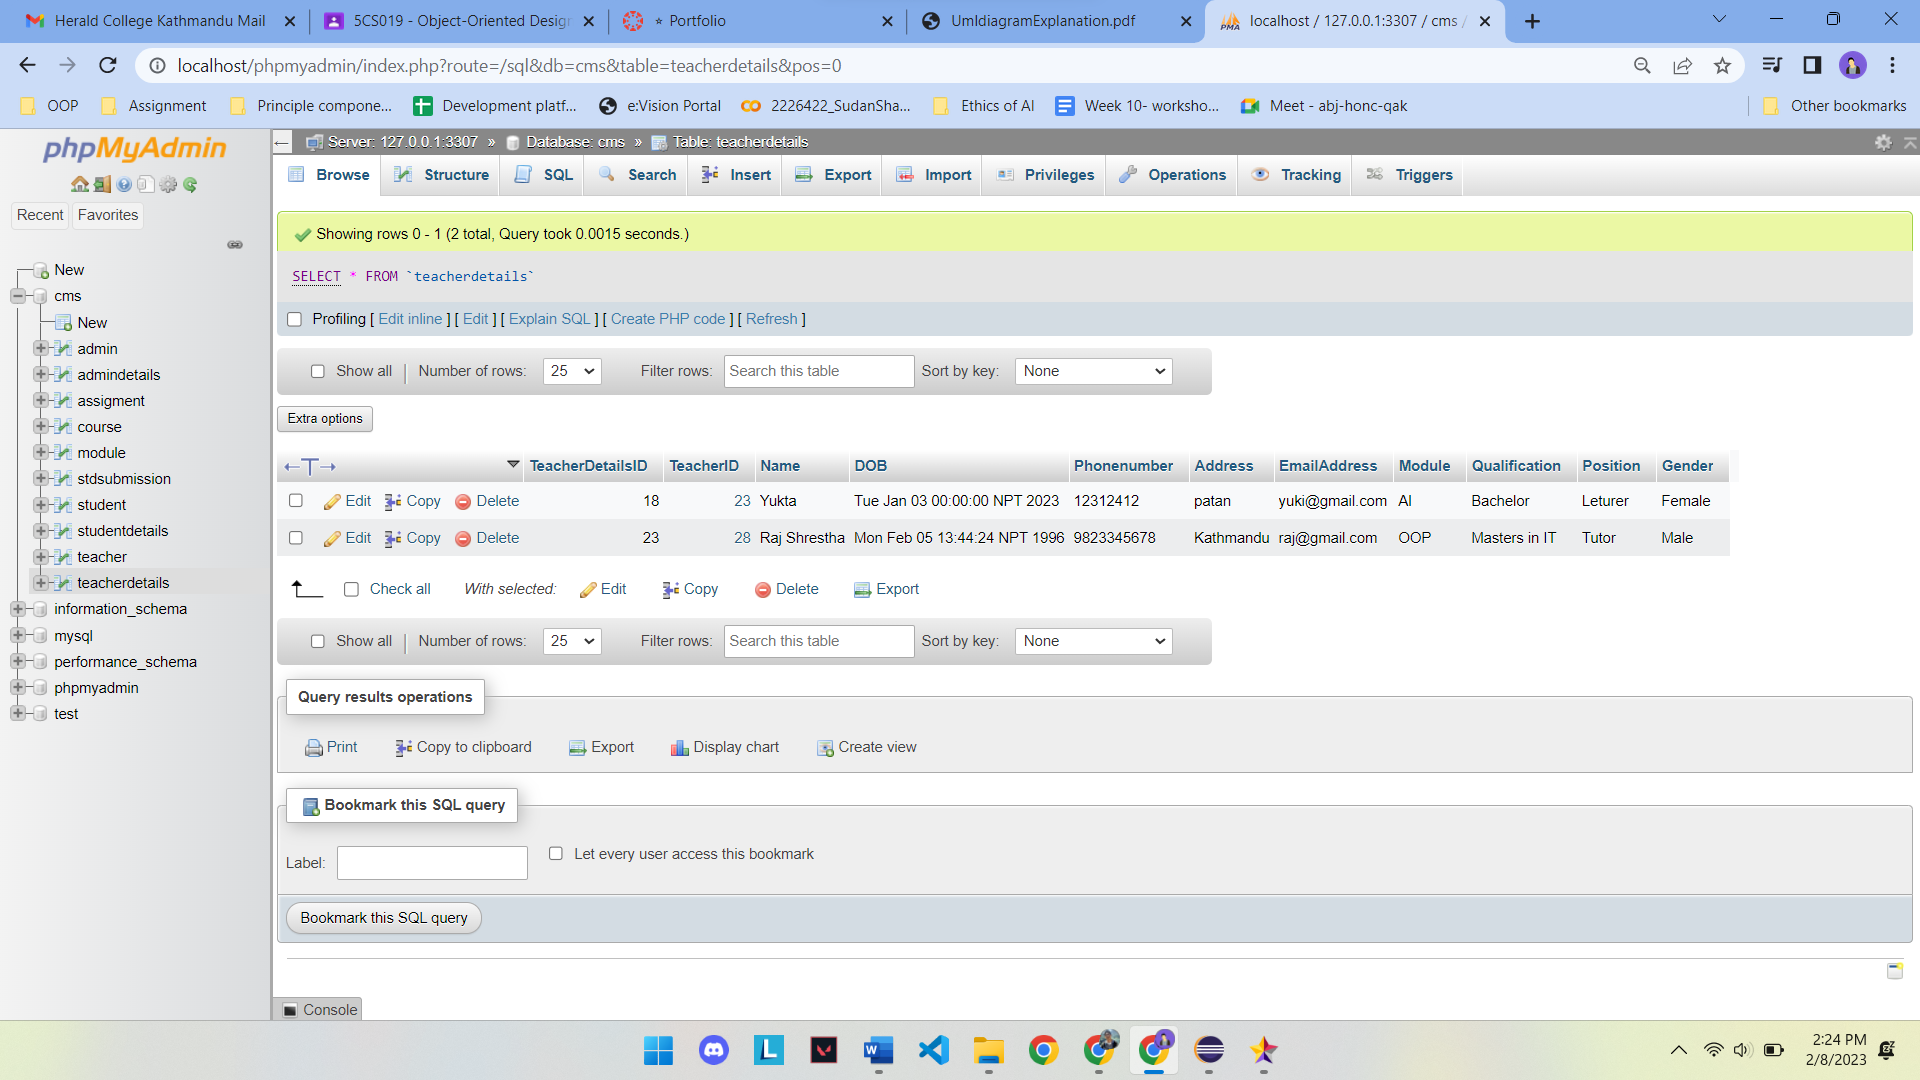 Herald College Kathmandu Mail
5CS019 - Object-Oriented Desig
* Portfolio
UmldiagramExplanation.pdf
localhost / 127.0.0.1:3307 / cms /
localhost/phpmyadmin/index.php?route=/sql&db=cms&table=teacherdetails&pos=0
OOP
Assignment
Principle compone...
Development platf...
e:Vision Portal
2226422_SudanSha...
Ethics of AI
Week 10- worksho...
Meet - abj-honc-qak
Other bookmarks
phpMyAdmin
Recent Favorites
New
cms
New
admin
admindetails
assigment
course
module
stdsubmission
student
studentdetails
teacher
teacherdetails
information_schema
mysql
performance_schema
phpmyadmin
test
Server: 127.0.0.1:3307 » Database: cms » Table: teacherdetails
Browse Structure SQL Search Insert Export Import Privileges Operations Tracking Triggers
Showing rows 0 - 1 (2 total, Query took 0.0015 seconds.)
SELECT * FROM `teacherdetails`
Profiling [ Edit inline ] [ Edit ] [ Explain SQL ] [ Create PHP code ] [ Refresh ]
Show all | Number of rows: 25 Filter rows: Search this table Sort by key: None
Extra options
←T→ TeacherDetailsID TeacherID Name DOB Phonenumber Address EmailAddress Module Qualification Position Gender
Edit Copy Delete 18 23 Yukta Tue Jan 03 00:00:00 NPT 2023 12312412 patan yuki@gmail.com AI Bachelor Leturer Female
Edit Copy Delete 23 28 Raj Shrestha Mon Feb 05 13:44:24 NPT 1996 9823345678 Kathmandu raj@gmail.com OOP Masters in IT Tutor Male
Check all With selected: Edit Copy Delete Export
Show all | Number of rows: 25 Filter rows: Search this table Sort by key: None
Query results operations
Print Copy to clipboard Export Display chart Create view
Bookmark this SQL query
Label: Let every user access this bookmark
Bookmark this SQL query
Console
2:24 PM
2/8/2023